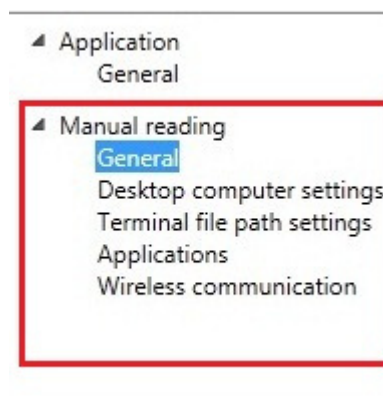 Application
General
Manual reading
General
Desktop computer settings
Terminal file path settings
Applications
Wireless communication